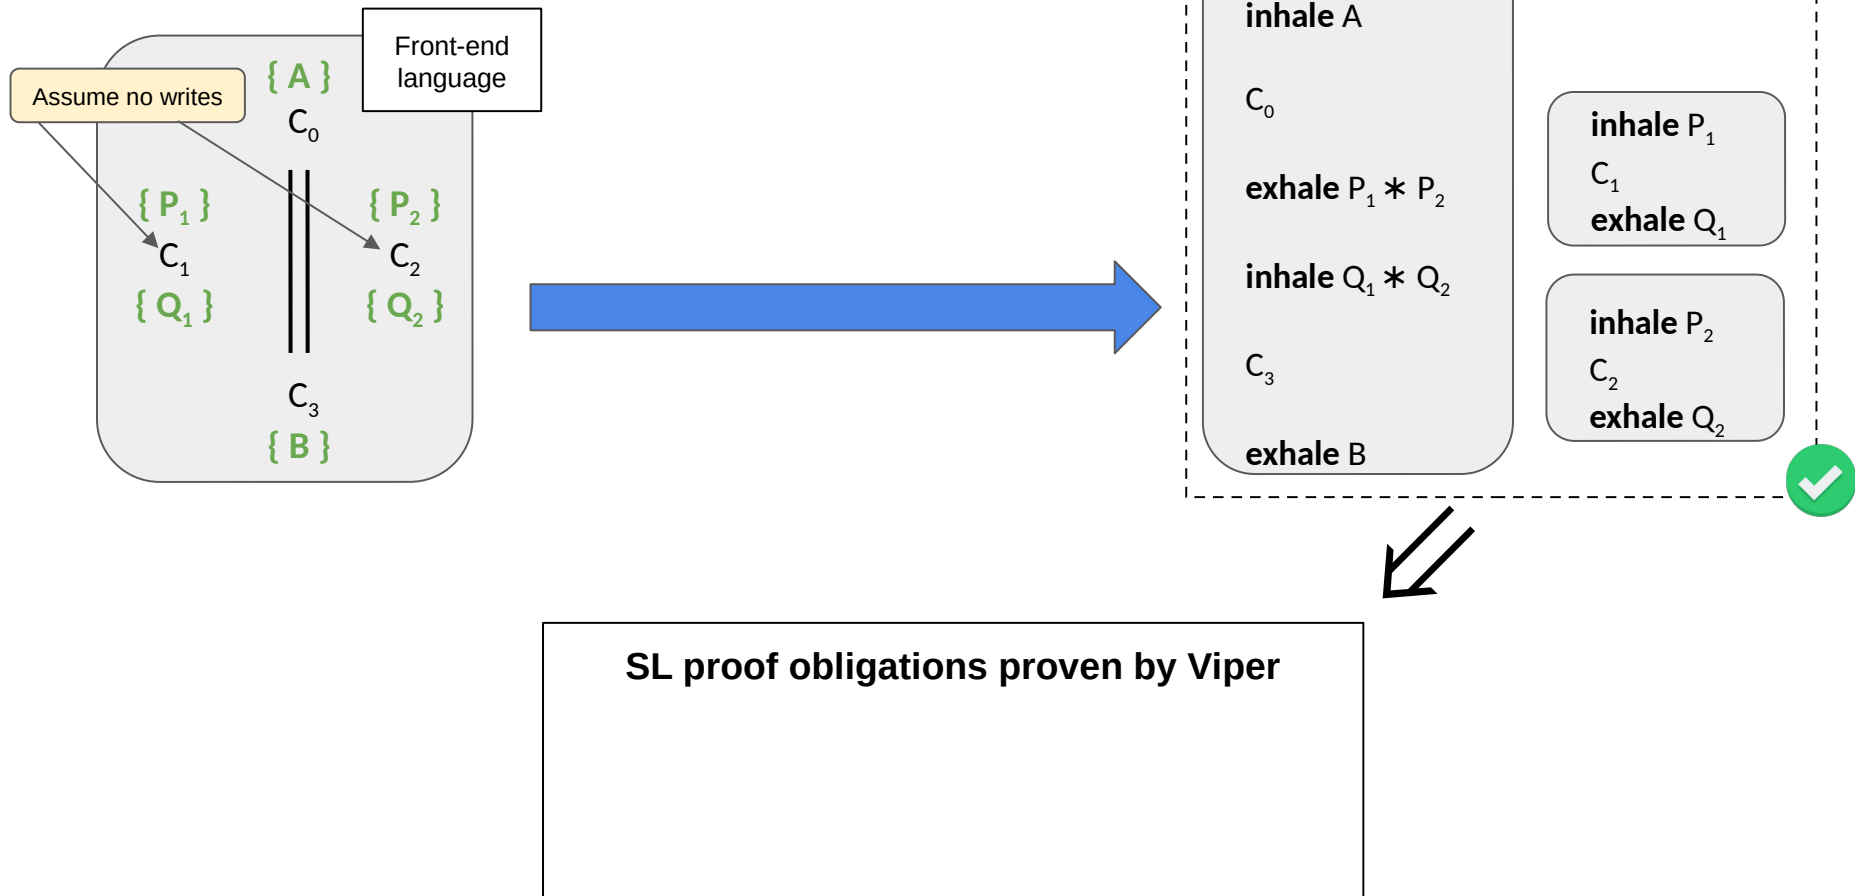 Front-end
language
Assume no writes
{ A }
C0
{ P1 }
{ P2 }
C1
C2
{ Q1 }
{ Q2 }
C3
{ B }
inhale A
C0
exhale P1 ∗ P2
inhale Q1 ∗ Q2
C3
exhale B
inhale P1
C1
exhale Q1
inhale P2
C2
exhale Q2
SL proof obligations proven by Viper